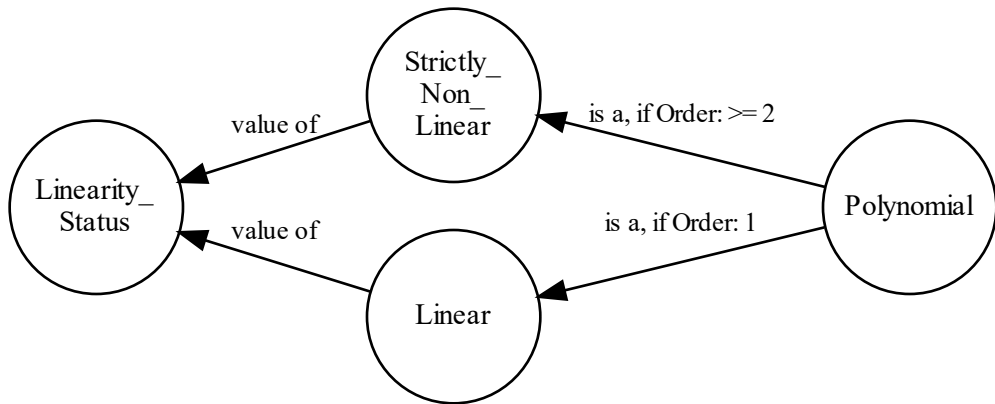 Linearity_
Status
value of
value of
Strictly_
Non_
Linear
Linear
is a, if Order: >= 2
is a, if Order: 1
Polynomial